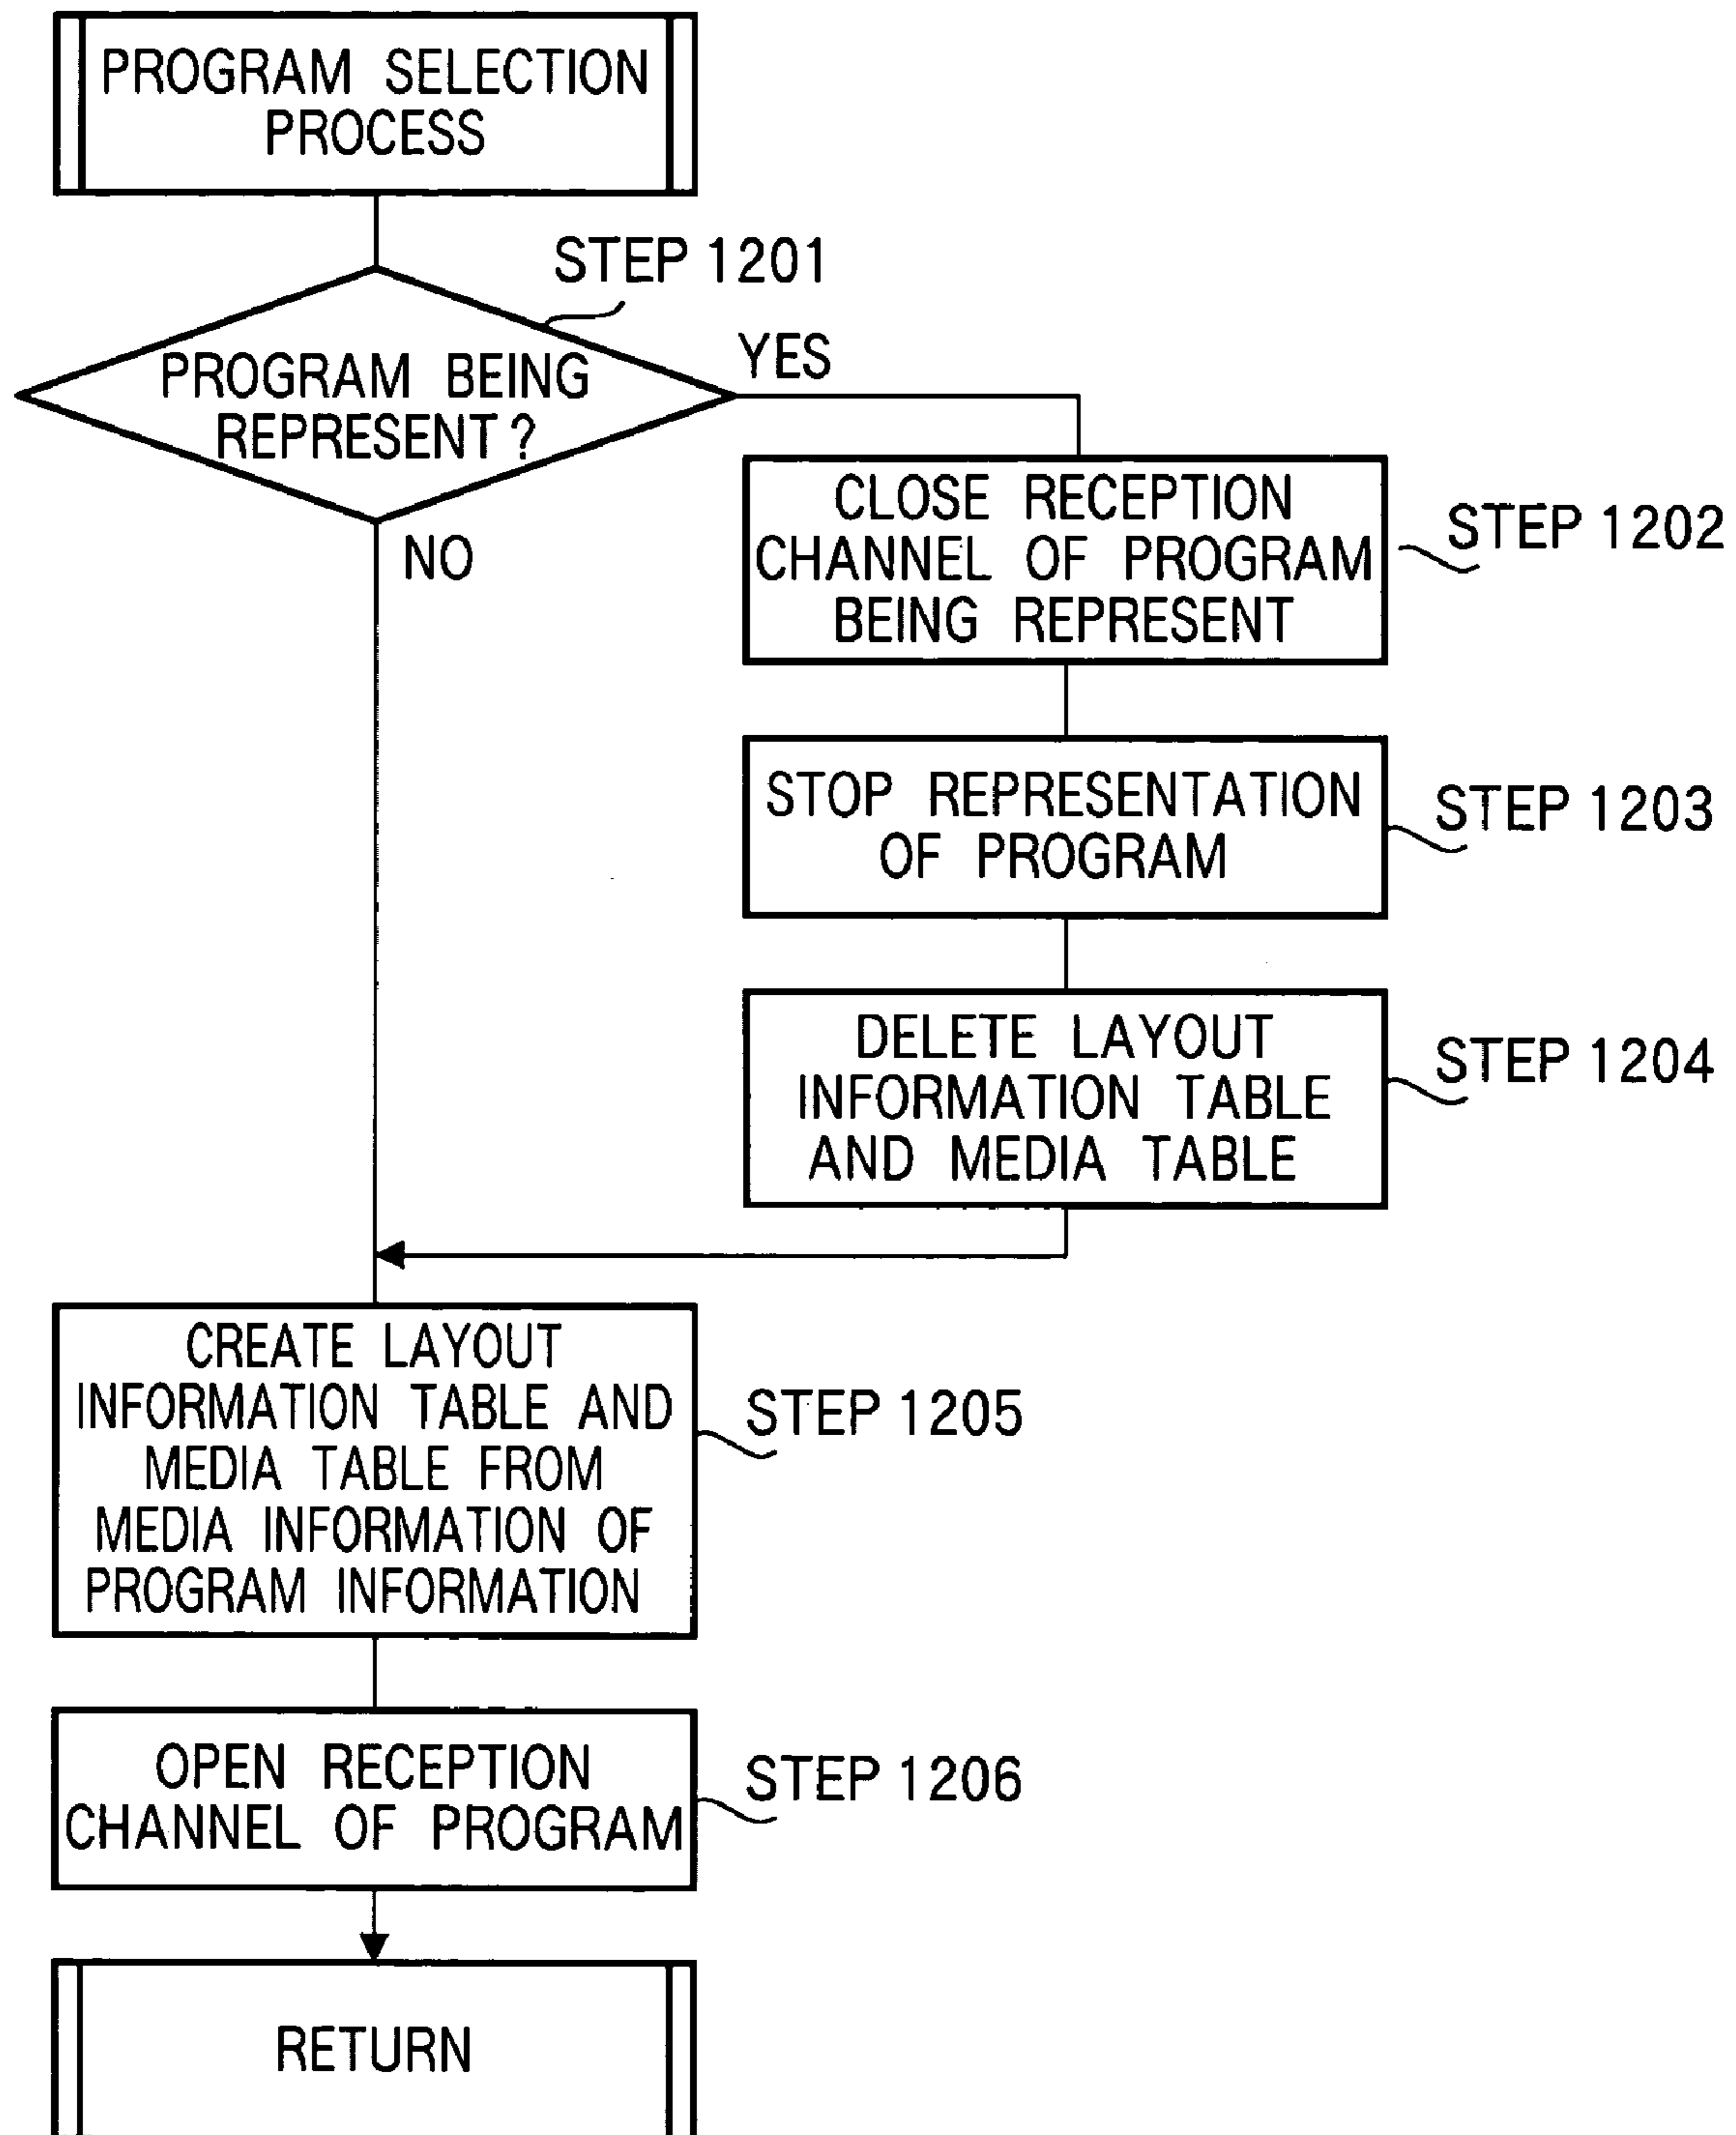 PROGRAM SELECTION
PROCESS
STEP 1201
PROGRAM BEING
REPRESENT ?
YES
NO
CLOSE RECEPTION
CHANNEL OF PROGRAM
BEING REPRESENT
STEP 1202
STOP REPRESENTATION
OF PROGRAM
STEP 1203
DELETE LAYOUT
INFORMATION TABLE
AND MEDIA TABLE
STEP 1204
CREATE LAYOUT
INFORMATION TABLE AND
MEDIA TABLE FROM
MEDIA INFORMATION OF
PROGRAM INFORMATION
STEP 1205
OPEN RECEPTION
CHANNEL OF PROGRAM
STEP 1206
RETURN